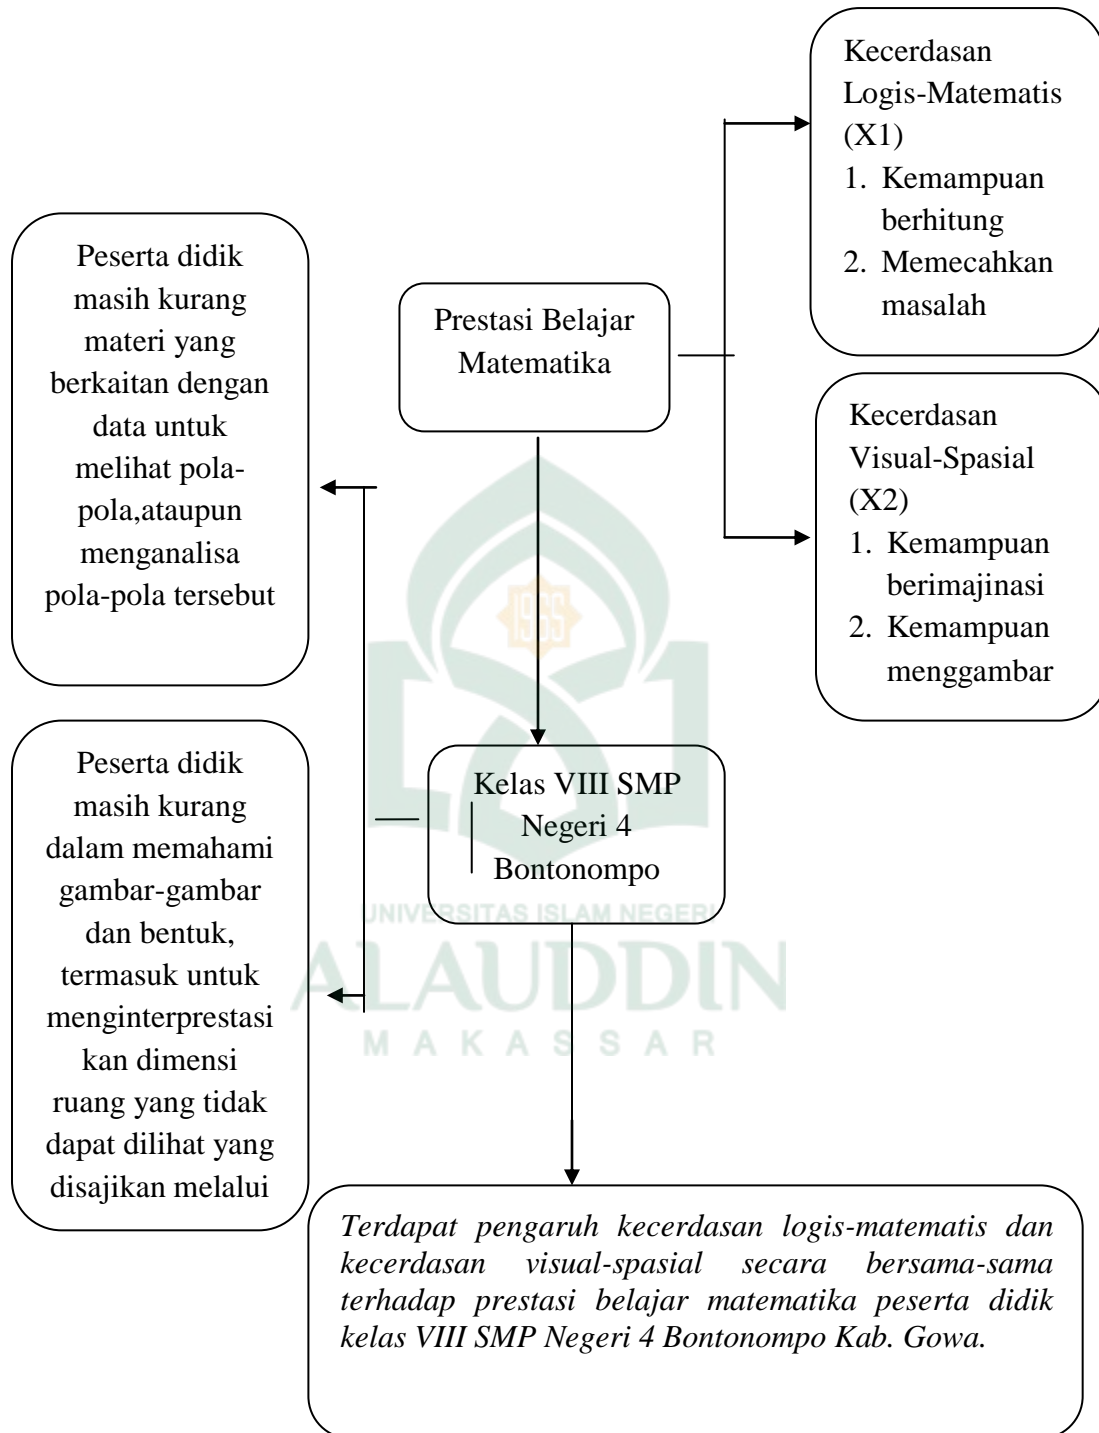 Kecerdasan
Logis-Matematis
(X1)
1. Kemampuan
berhitung
2. Memecahkan
masalah
Peserta didik
masih kurang
materi yang
berkaitan dengan
data untuk
melihat pola-
pola,ataupun
menganalisa
pola-pola tersebut
Prestasi Belajar
Matematika
Kecerdasan
Visual-Spasial
(X2)
1. Kemampuan
berimajinasi
2. Kemampuan
menggambar
1965
Peserta didik
masih kurang
dalam memahami
gambar-gambar
dan bentuk,
termasuk untuk
menginterprestasi
kan dimensi
ruang yang tidak
dapat dilihat yang
disajikan melalui
Kelas VIII SMP
Negeri 4
Bontonompo
UNIVERSITAS ISLAM NEGERI
ALAUDDIN
MAKASSAR
Terdapat pengaruh kecerdasan logis-matematis dan
kecerdasan visual-spasial secara bersama-sama
terhadap prestasi belajar matematika peserta didik
kelas VIII SMP Negeri 4 Bontonompo Kab. Gowa.